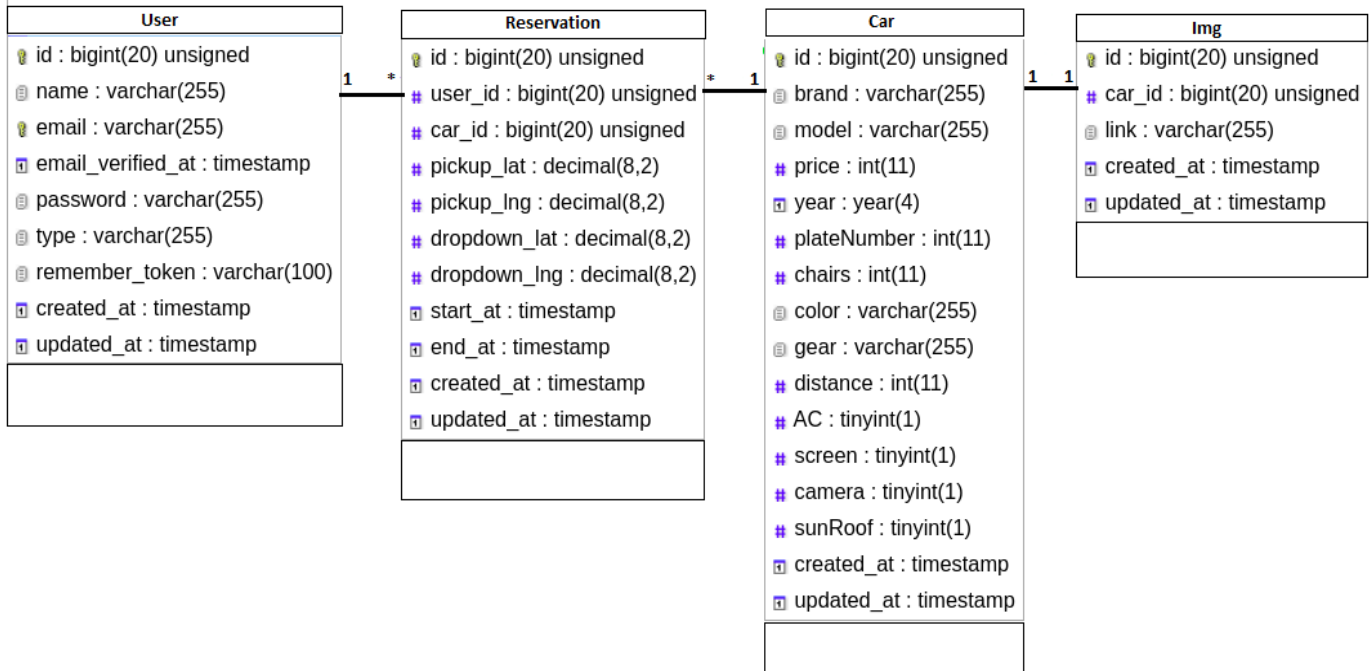 User
id : bigint(20) unsigned
name : varchar(255)
email : varchar(255)
email_verified_at : timestamp
password : varchar(255)
type : varchar(255)
remember_token : varchar(100)
created_at : timestamp
updated_at : timestamp
1
*
Reservation
id : bigint(20) unsigned
user_id : bigint(20) unsigned
car_id : bigint(20) unsigned
pickup_lat : decimal(8,2)
pickup_lng : decimal(8,2)
dropdown_lat : decimal(8,2)
dropdown_lng : decimal(8,2)
start_at : timestamp
end_at : timestamp
created_at : timestamp
updated_at : timestamp
*
1
Car
id : bigint(20) unsigned
brand : varchar(255)
model : varchar(255)
price : int(11)
year : year(4)
plateNumber : int(11)
chairs : int(11)
color : varchar(255)
gear : varchar(255)
distance : int(11)
AC : tinyint(1)
screen : tinyint(1)
camera : tinyint(1)
sunRoof : tinyint(1)
created_at : timestamp
updated_at : timestamp
1
1
Img
id : bigint(20) unsigned
car_id : bigint(20) unsigned
link : varchar(255)
created_at : timestamp
updated_at : timestamp